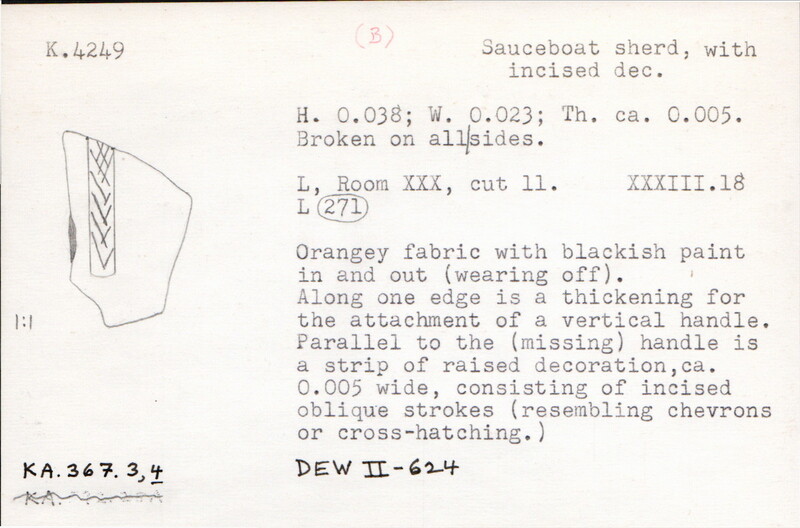 K.4249
(B)
Sauceboat sherd, with
incised dec.
H. 0.038; W. 0.023; Th. ca. 0.005.
Broken on all/sides.
L, Room XXX, cut 11. XXXIII.18
L (271)
Orangey fabric with blackish paint
in and out (wearing off).
Along one edge is a thickening for
the attachment of a vertical handle.
Parallel to the (missing) handle is
a strip of raised decoration,ca.
0.005 wide, consisting of incised
oblique strokes (resembling chevrons
or cross-hatching.)
1:1
KA.367.3,4
KA.
DEW II-624